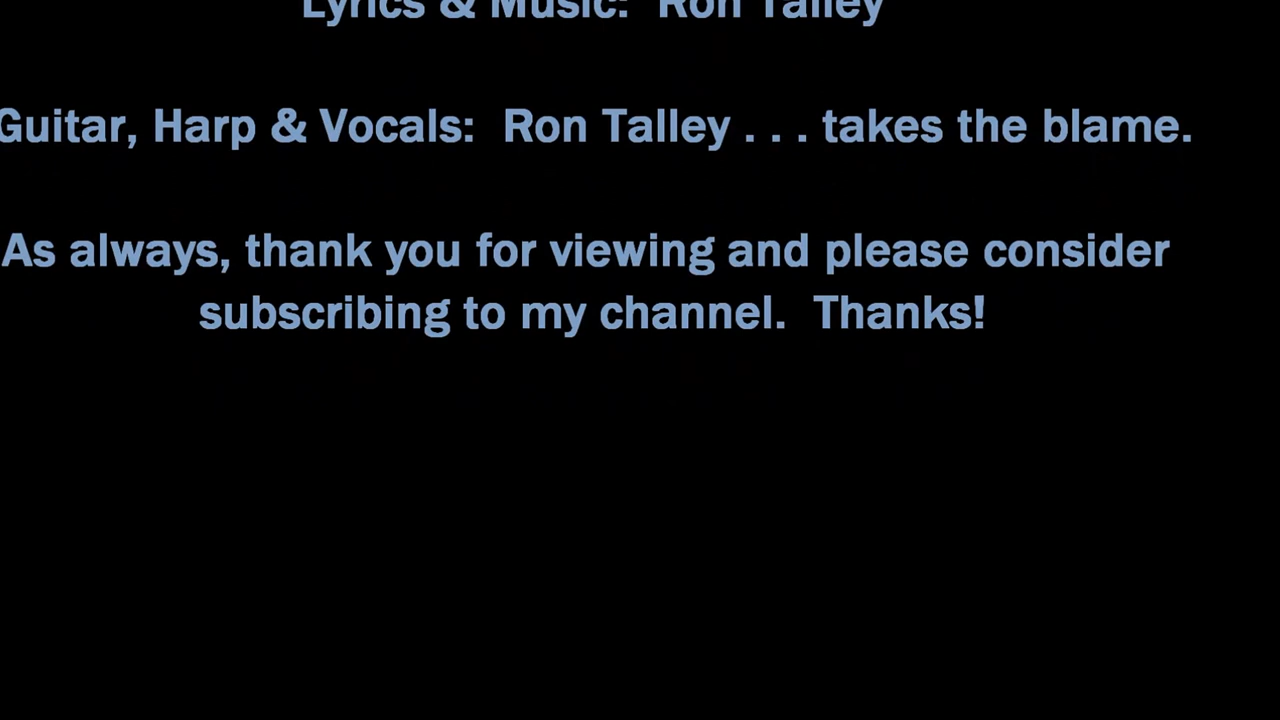 Lyrics & Music:  Ron Talley
Guitar, Harp & Vocals:  Ron Talley . . . takes the blame.
As always, thank you for viewing and please consider
subscribing to my channel.  Thanks!